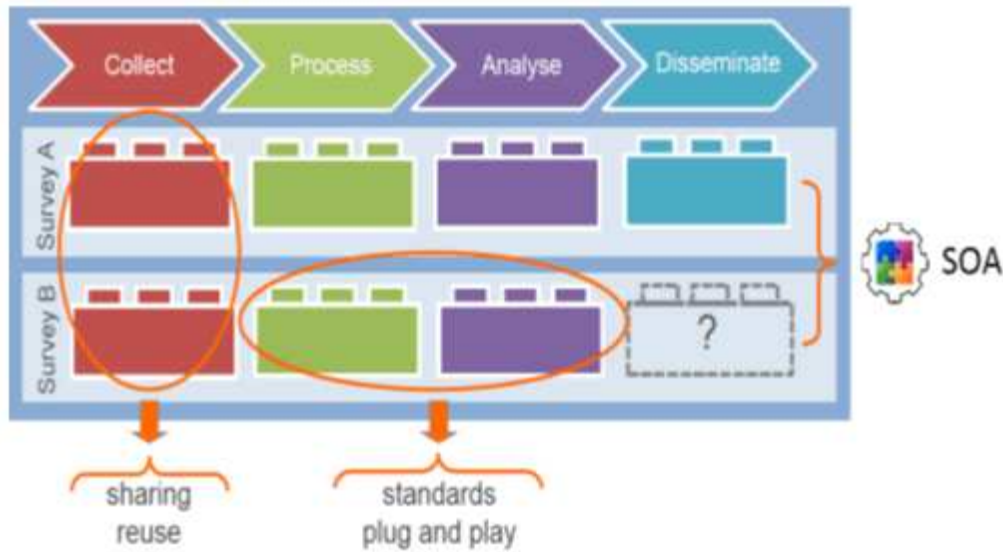 Collect
Process
Analyse
Disseminate
Survey A
Survey B
?
SOA
sharing
reuse
standards
plug and play